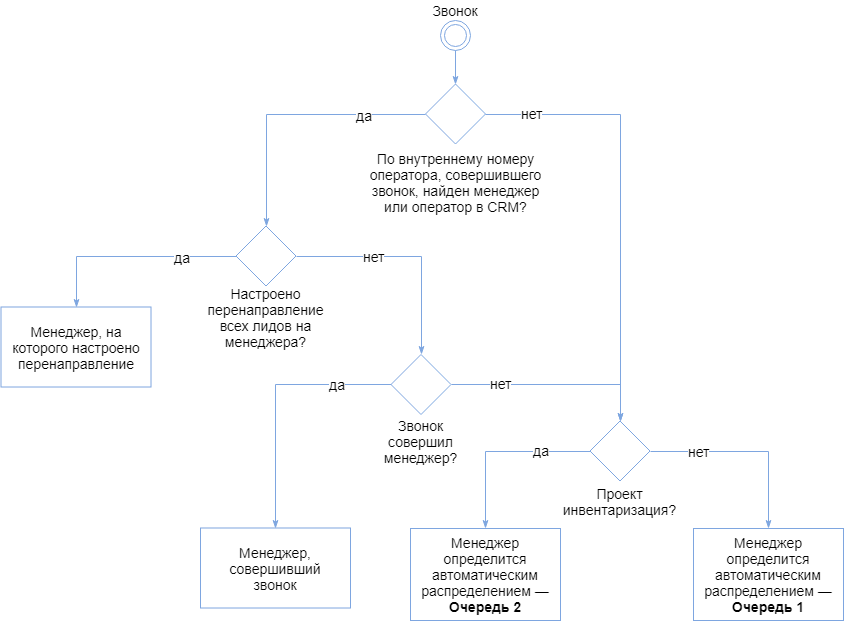 Звонок
да
нет
По внутреннему номеру
оператора, совершившего
звонок, найден менеджер
или оператор в CRM?
да
нет
Настроено
перенаправление
всех лидов на
менеджера?
Менеджер, на
которого настроено
перенаправление
да
нет
Звонок
совершил
менеджер?
да
нет
Проект
инвентаризация?
Менеджер,
совершивший
звонок
Менеджер
определится
автоматическим
распределением —
Очередь 2
Менеджер
определится
автоматическим
распределением —
Очередь 1